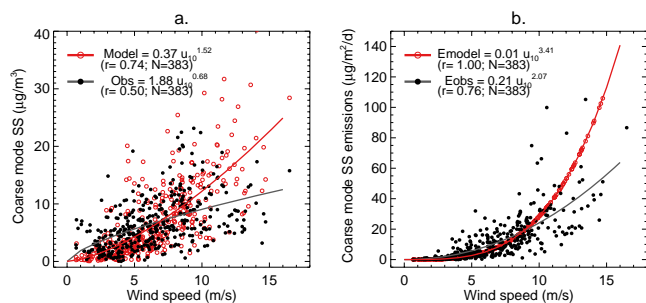 a.
Coarse mode SS (µg/m³)
40
30
20
10
0
Model = 0.37 u₁₀^1.52
(r= 0.74; N=383)
Obs = 1.88 u₁₀^0.68
(r= 0.50; N=383)
0 5 10 15
Wind speed (m/s)
b.
Coarse mode SS emissions (µg/m²/d)
140
120
100
80
60
40
20
0
Emodel = 0.01 u₁₀^3.41
(r= 1.00; N=383)
Eobs = 0.21 u₁₀^2.07
(r= 0.76; N=383)
0 5 10 15
Wind speed (m/s)